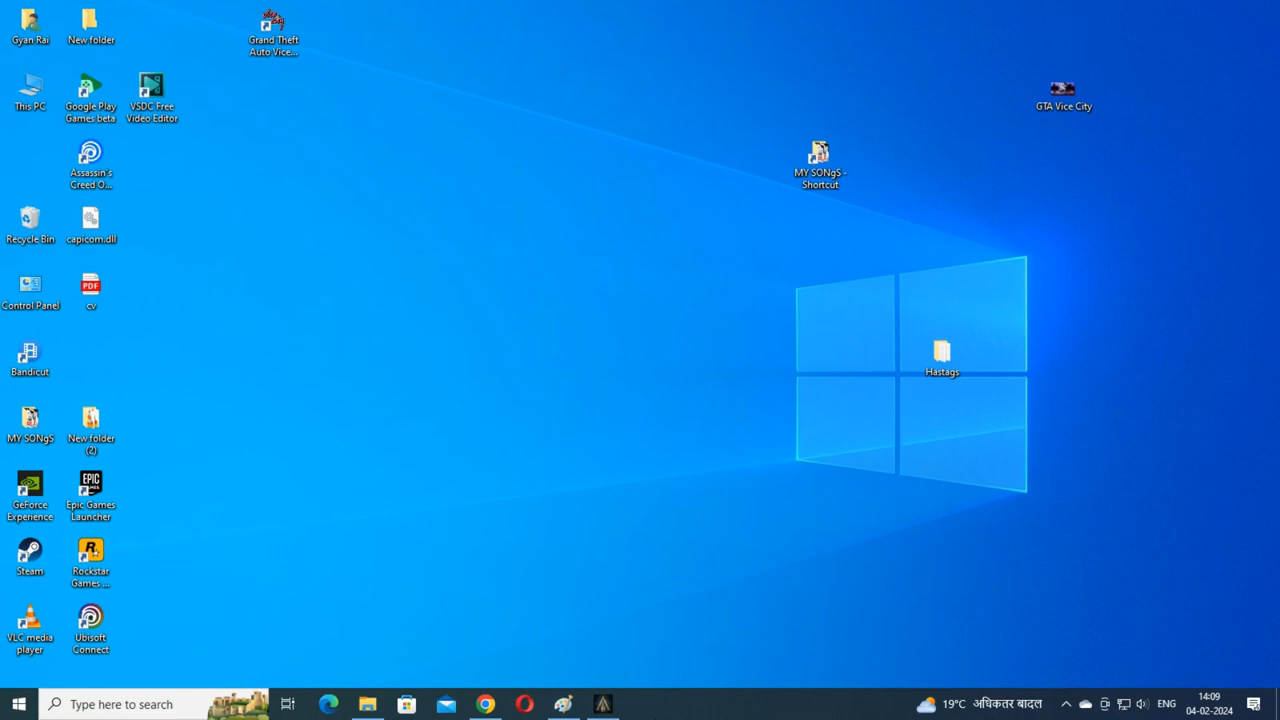 Gyan Rai
New folder
Grand Theft
Auto Vice...
This PC
Google Play
Games beta
VSDC Free
Video Editor
GTA Vice City
Assassin's
Creed O...
MY SONgS -
Shortcut
Recycle Bin
capicom.dll
Control Panel
PDF
cv
Bandicut
Hastags
MY SONgS
New folder
(2)
GeForce
Experience
EPIC
GAMES
Epic Games
Launcher
Steam
Rockstar
Games ...
VLC media
player
Ubisoft
Connect
Type here to search
19°C अधिकतर बादल
ENG
14:09
04-02-2024